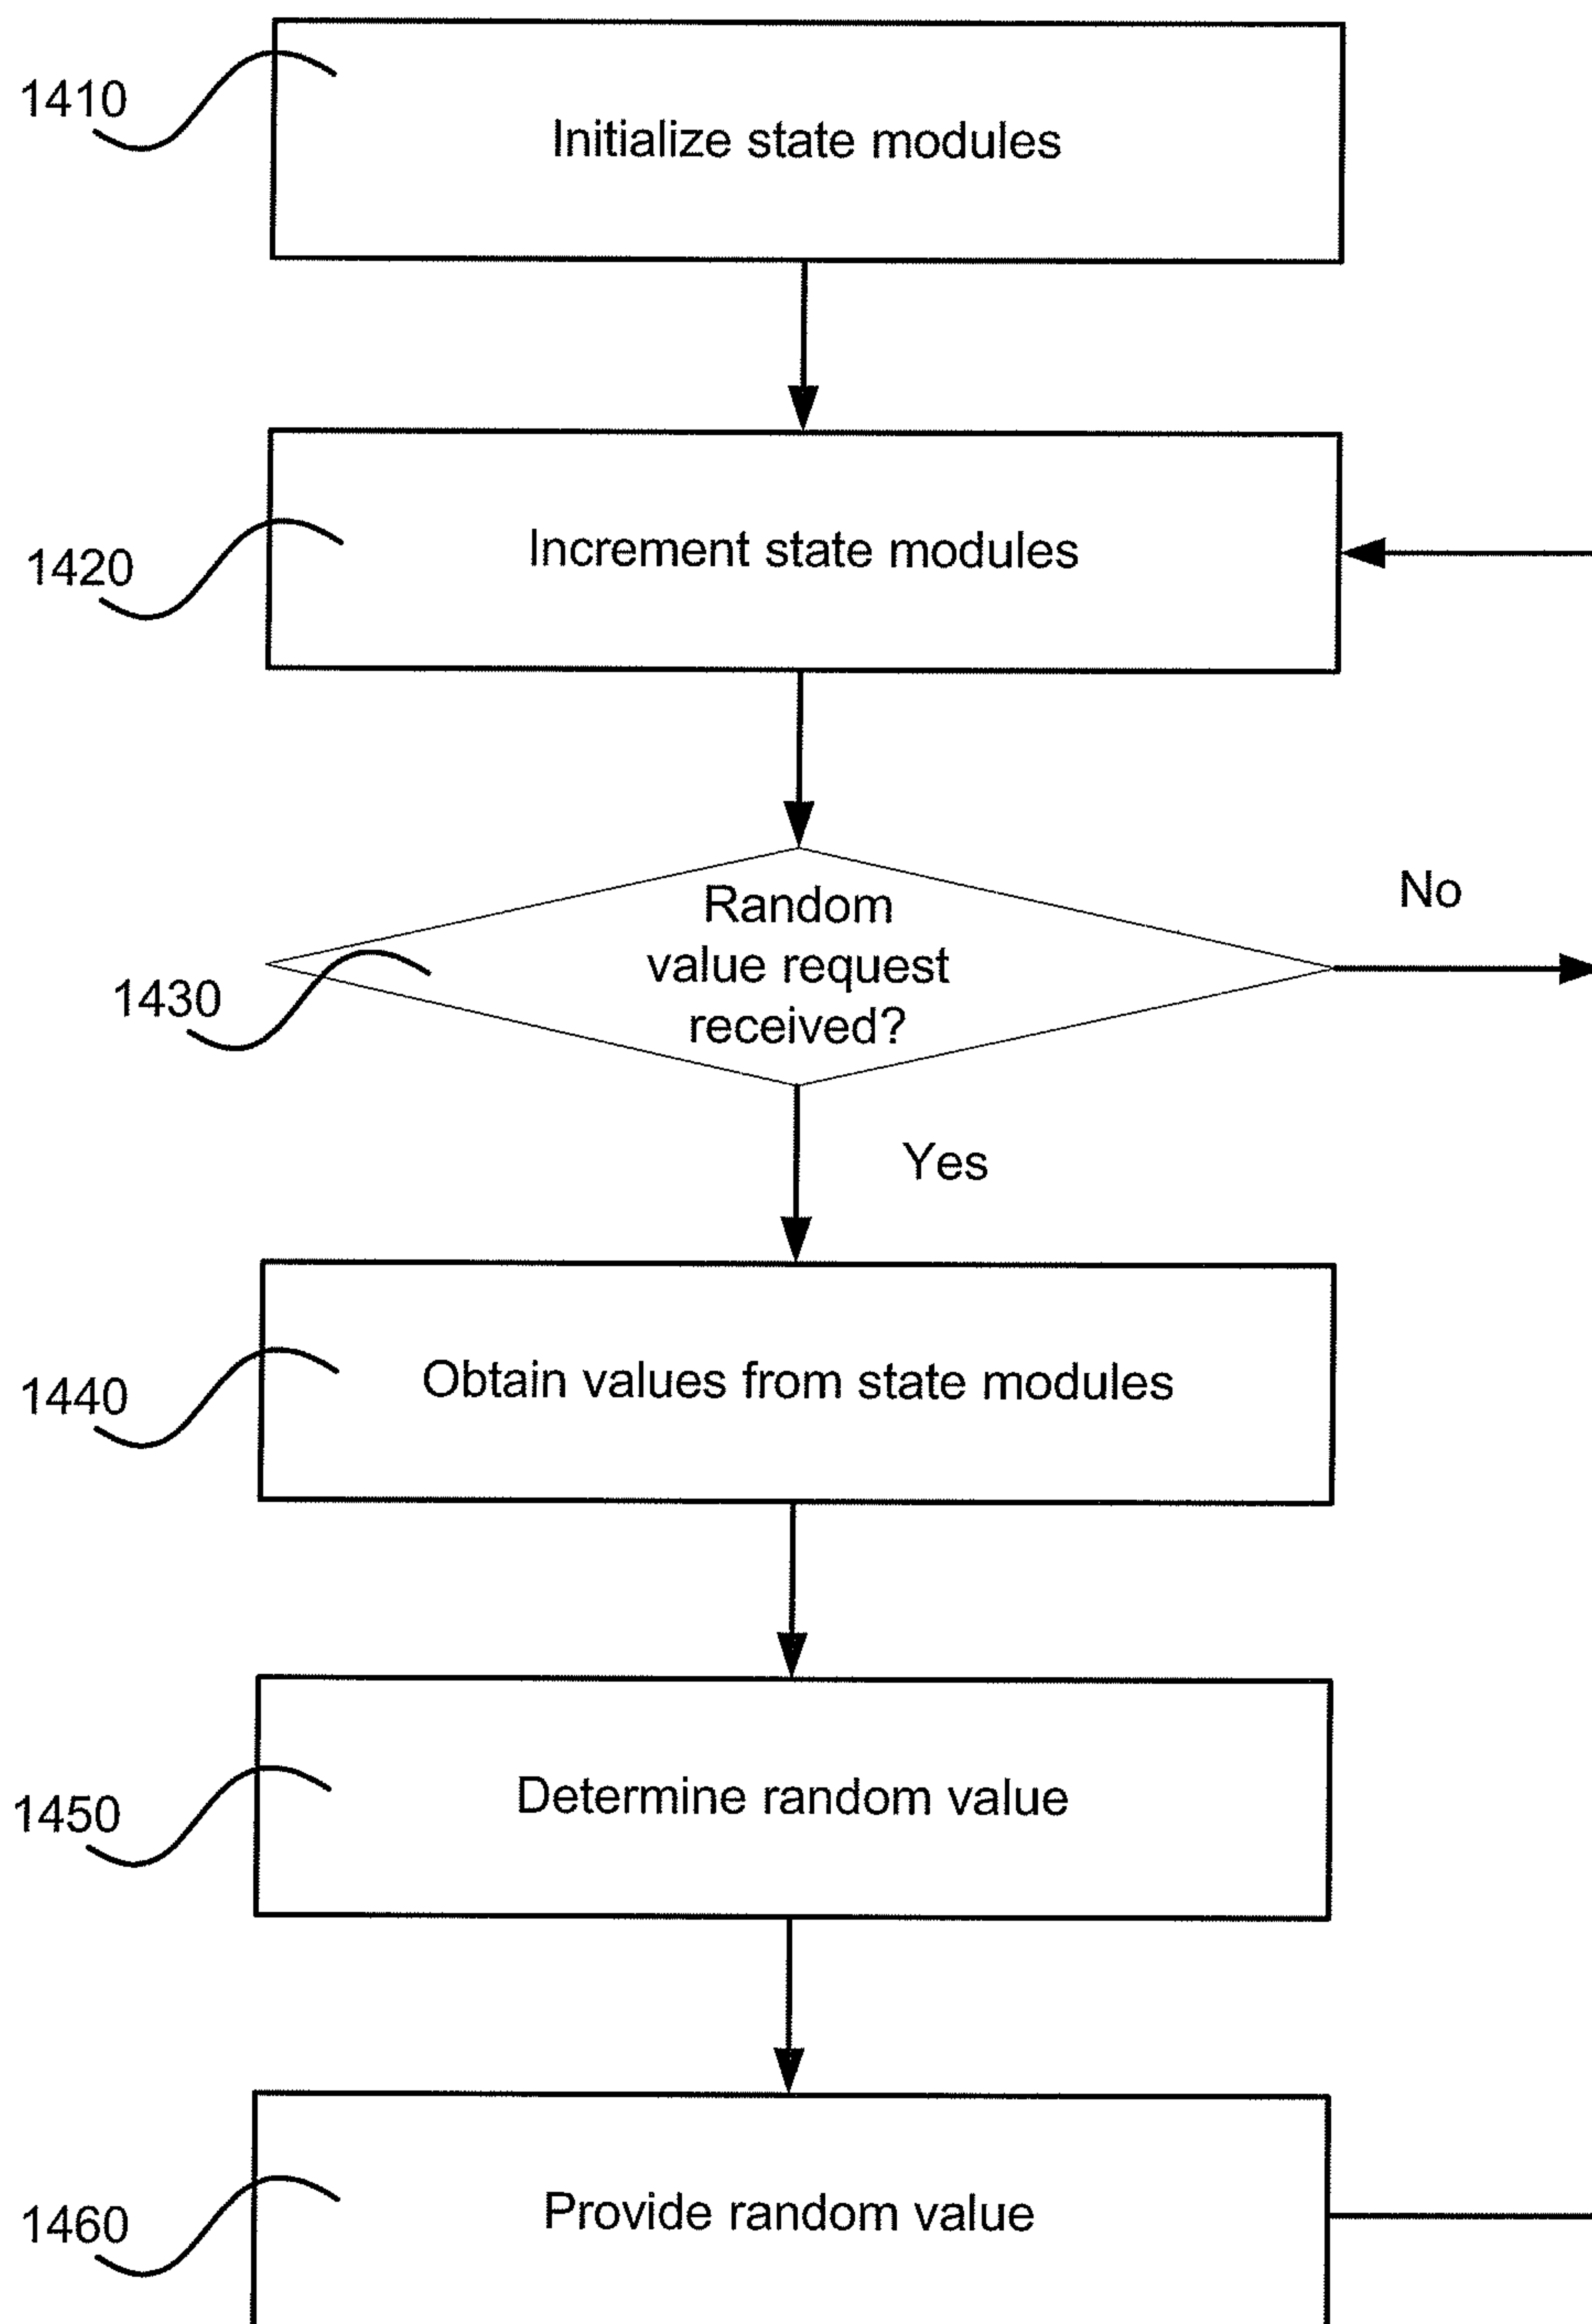 1410
Initialize state modules
1420
Increment state modules
Random
value request
received?
No
1430
Yes
1440
Obtain values from state modules
1450
Determine random value
1460
Provide random value